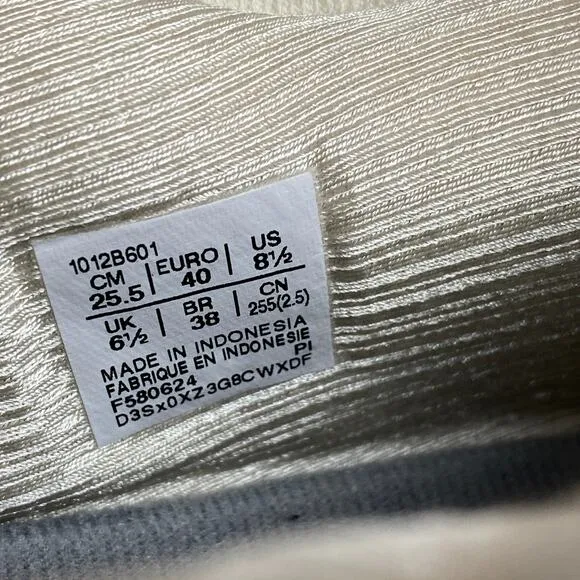 1012B601
CM 25.5 | EURO 40 | US 8½
UK 6½ | BR 38 | CN 255(2.5)
MADE IN INDONESIA
FABRIQUE EN INDONESIE
F580624 PI
D3Sx0XZ3G8CWXDF